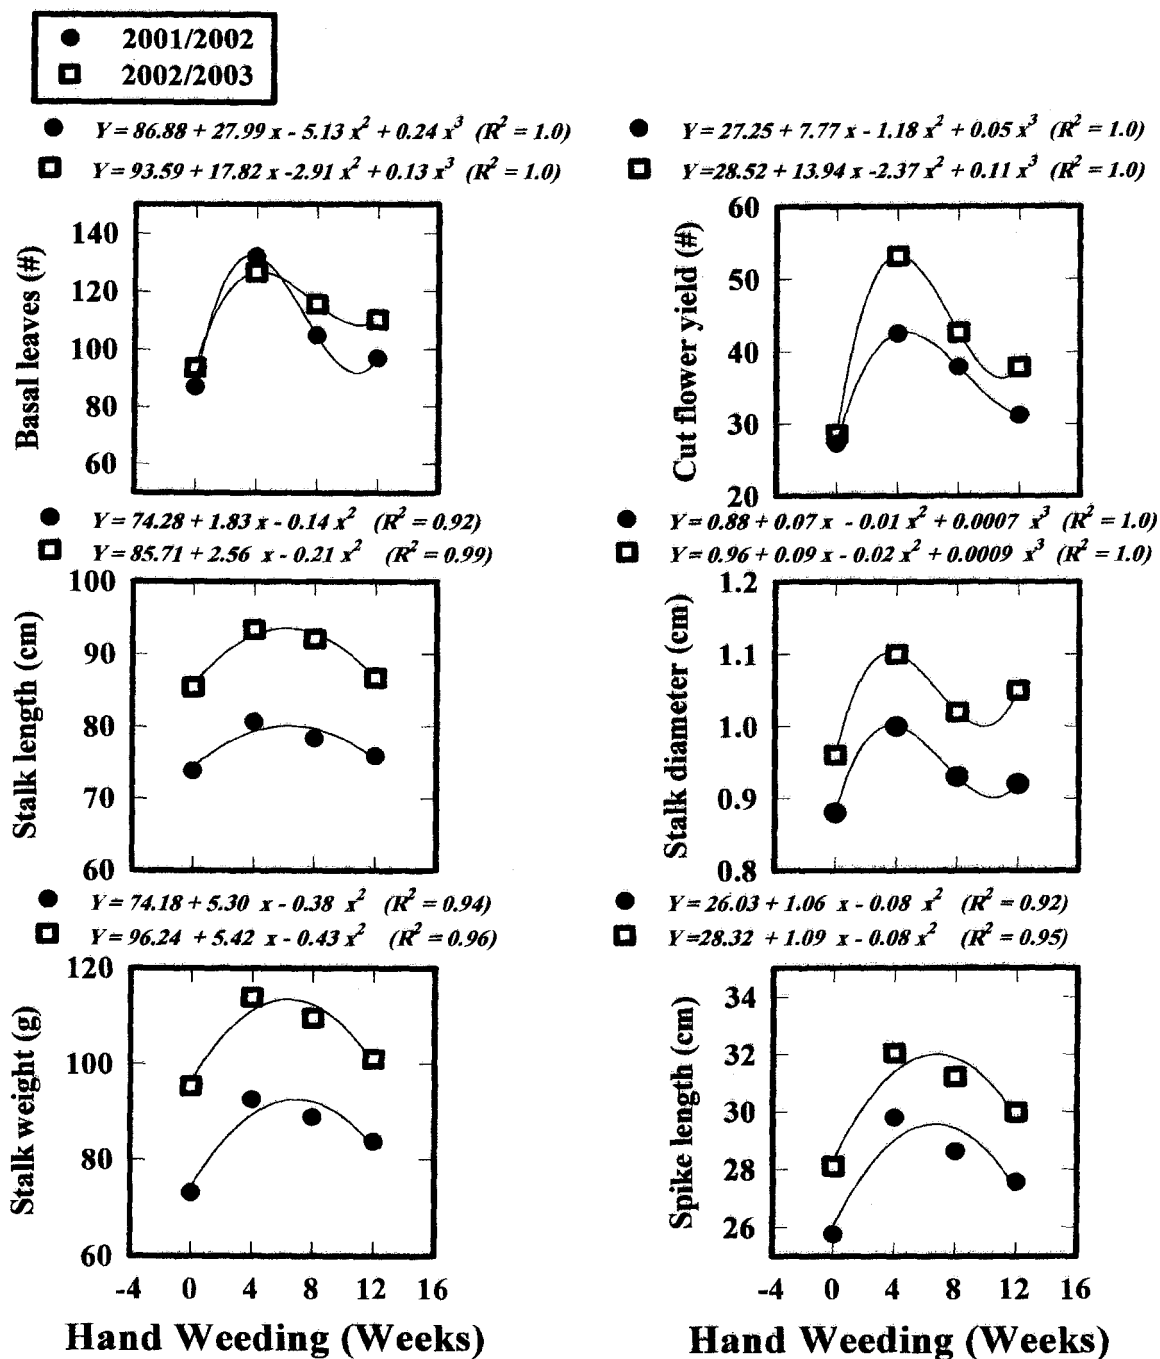 2001/2002
2002/2003
Y = 86.88 + 27.99 x - 5.13 x² + 0.24 x³ (R² = 1.0)
Y = 93.59 + 17.82 x -2.91 x² + 0.13 x³ (R² = 1.0)
140
120
100
80
60
Basal leaves (#)
Y = 27.25 + 7.77 x - 1.18 x² + 0.05 x³ (R² = 1.0)
Y =28.52 + 13.94 x -2.37 x² + 0.11 x³ (R² = 1.0)
60
50
40
30
20
Cut flower yield (#)
Y = 74.28 + 1.83 x - 0.14 x² (R² = 0.92)
Y = 85.71 + 2.56 x - 0.21 x² (R² = 0.99)
100
90
80
70
60
Stalk length (cm)
Y = 0.88 + 0.07 x - 0.01 x² + 0.0007 x³ (R² = 1.0)
Y = 0.96 + 0.09 x - 0.02 x² + 0.0009 x³ (R² = 1.0)
1.2
1.1
1.0
0.9
0.8
Stalk diameter (cm)
Y = 74.18 + 5.30 x - 0.38 x² (R² = 0.94)
Y = 96.24 + 5.42 x - 0.43 x² (R² = 0.96)
120
100
80
60
Stalk weight (g)
-4 0 4 8 12 16
Hand Weeding (Weeks)
Y = 26.03 + 1.06 x - 0.08 x² (R² = 0.92)
Y =28.32 + 1.09 x - 0.08 x² (R² = 0.95)
34
32
30
28
26
Spike length (cm)
-4 0 4 8 12 16
Hand Weeding (Weeks)